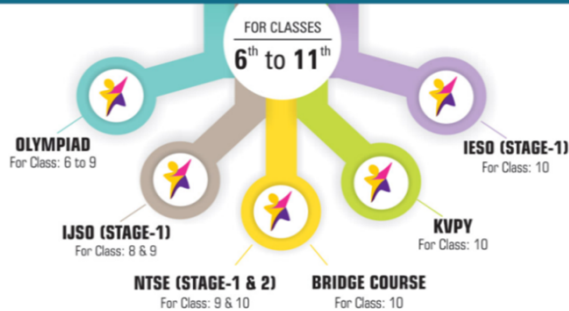 FOR CLASSES
6th to 11th
OLYMPIAD
For Class: 6 to 9
IJSO (STAGE-1)
For Class: 8 & 9
NTSE (STAGE-1 & 2)
For Class: 9 & 10
BRIDGE COURSE
For Class: 10
KVPY
For Class: 10
IESO (STAGE-1)
For Class: 10